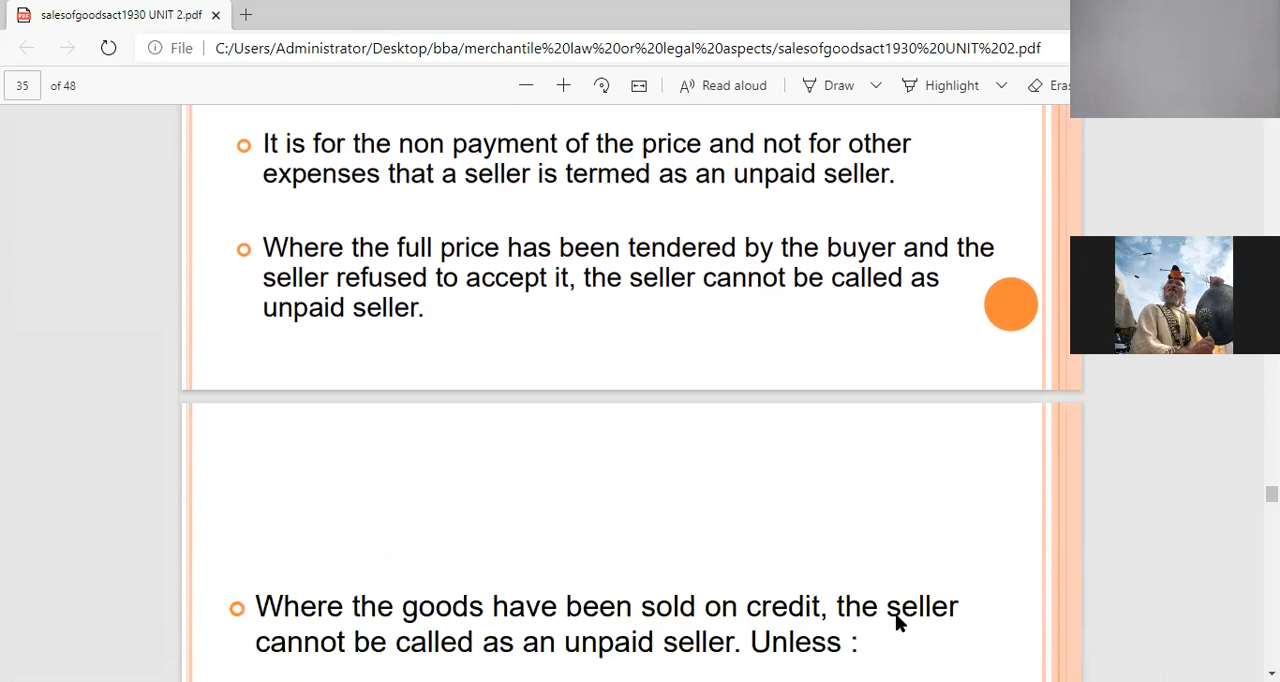 salesofgoodsact1930 UNIT 2.pdf
File C:/Users/Administrator/Desktop/bba/merchantile%20law%20or%20legal%20aspects/salesofgoodsact1930%20UNIT%202.pdf
35 of 48 Read aloud Draw Highlight Eras
It is for the non payment of the price and not for other
expenses that a seller is termed as an unpaid seller.
Where the full price has been tendered by the buyer and the
seller refused to accept it, the seller cannot be called as
unpaid seller.
Where the goods have been sold on credit, the seller
cannot be called as an unpaid seller. Unless :